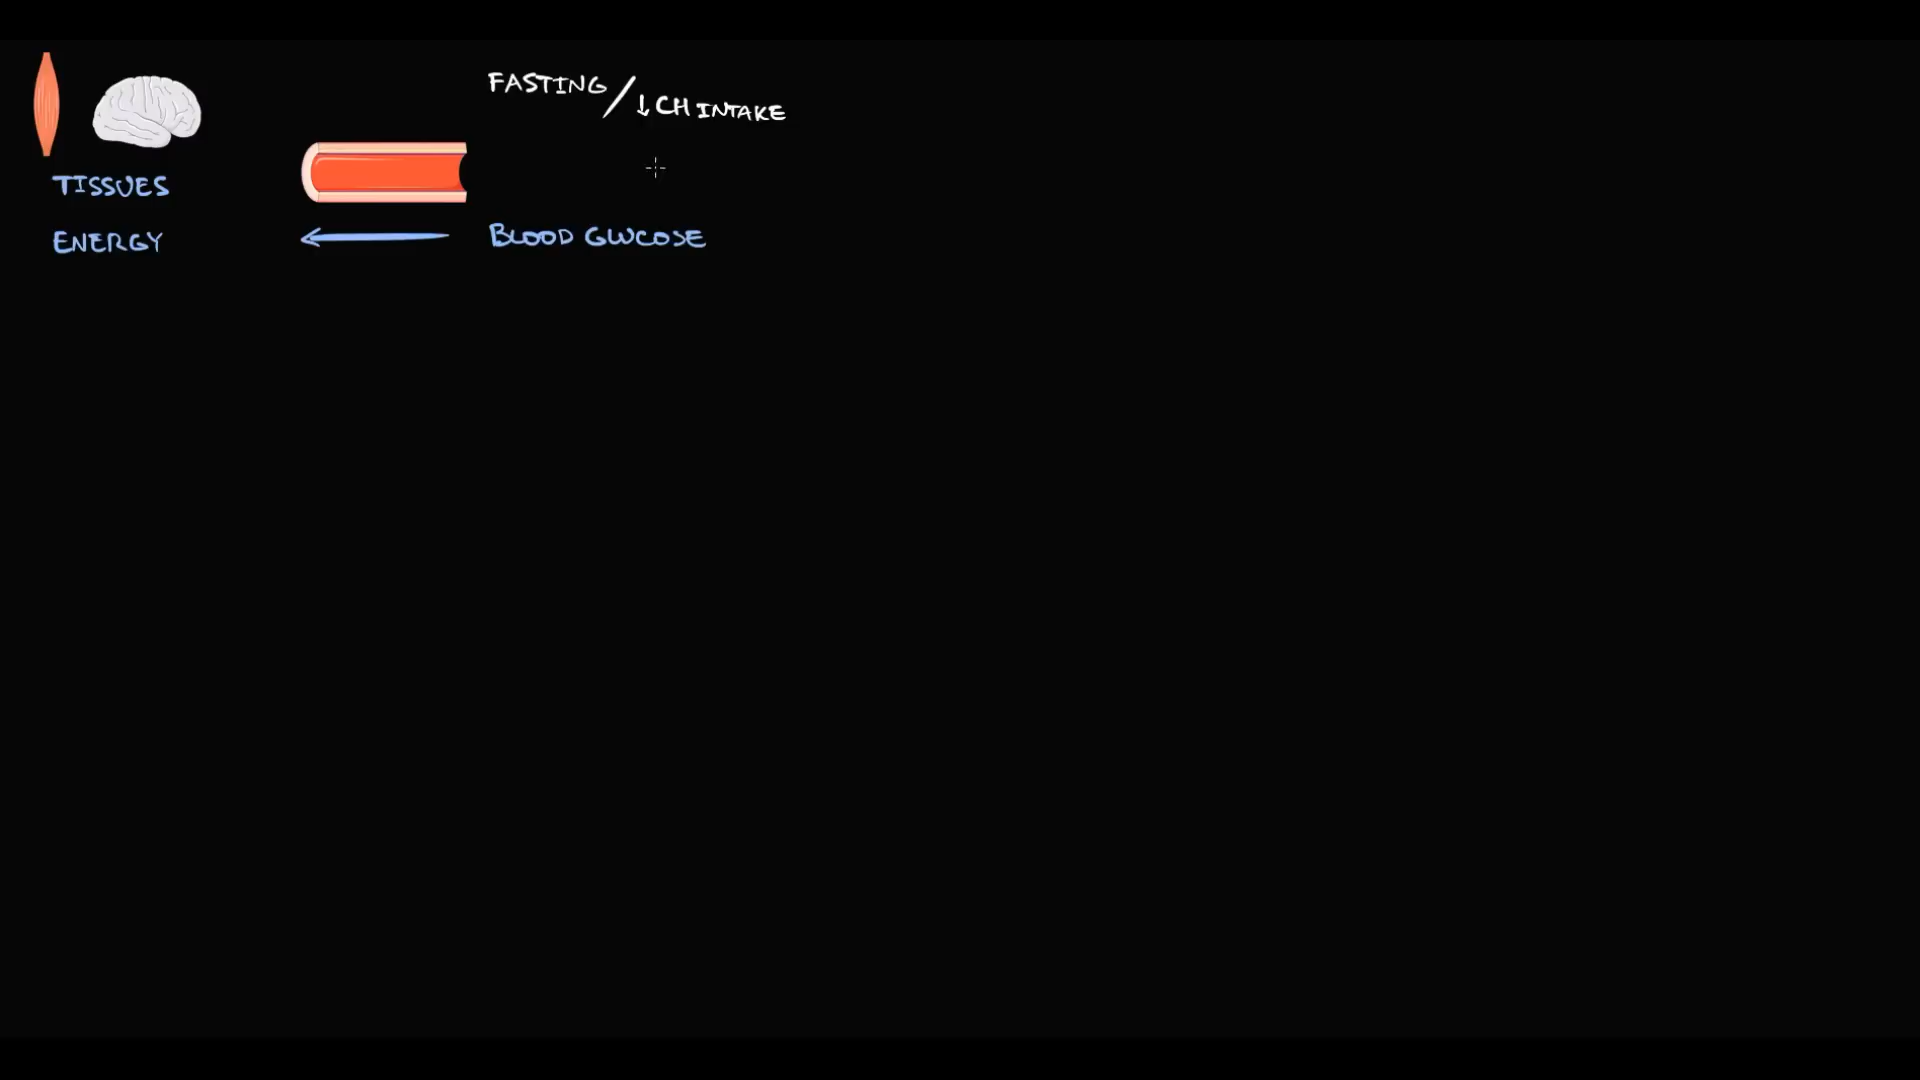 FASTING/↓CH INTAKE
TISSUES
ENERGY ← BLOOD GLUCOSE